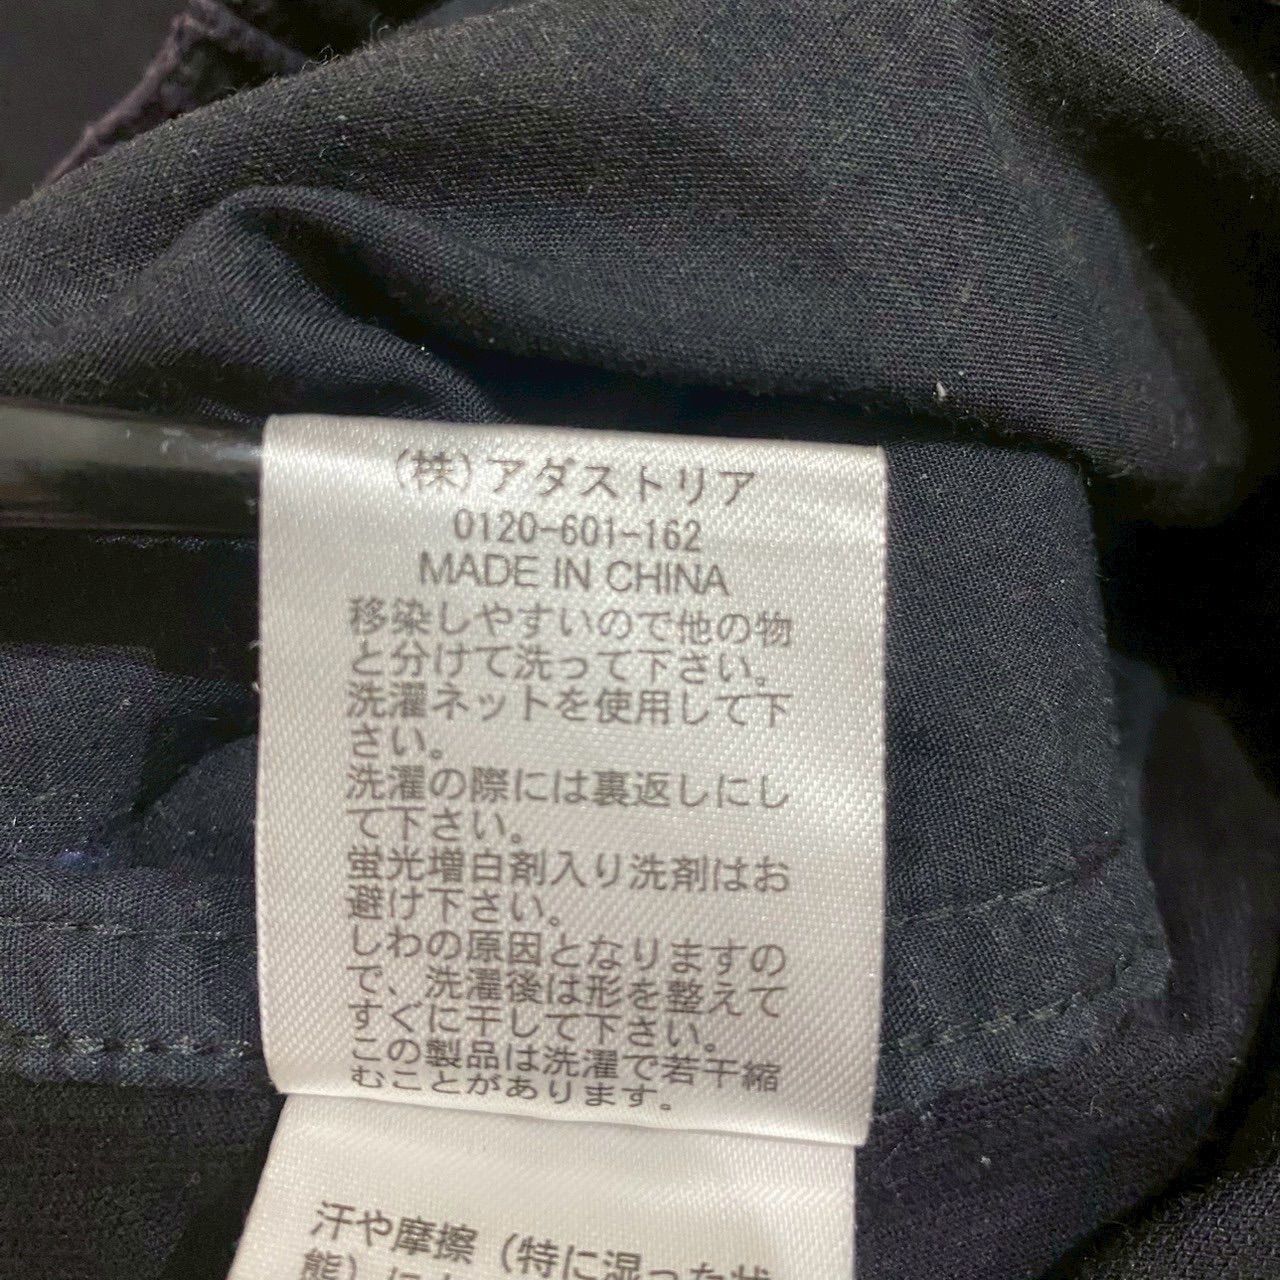 (株)アダストリア
0120-601-162
MADE IN CHINA
移染しやすいので他の物
と分けて洗って下さい。
洗濯ネットを使用して下
さい。
洗濯の際には裏返しにし
て下さい。
蛍光増白剤入り洗剤はお
避け下さい。
しわの原因となりますの
で、洗濯後は形を整えて
すぐに干して下さい。
この製品は洗濯で若干縮
むことがあります。
汗や摩擦(特に湿った状
態)に